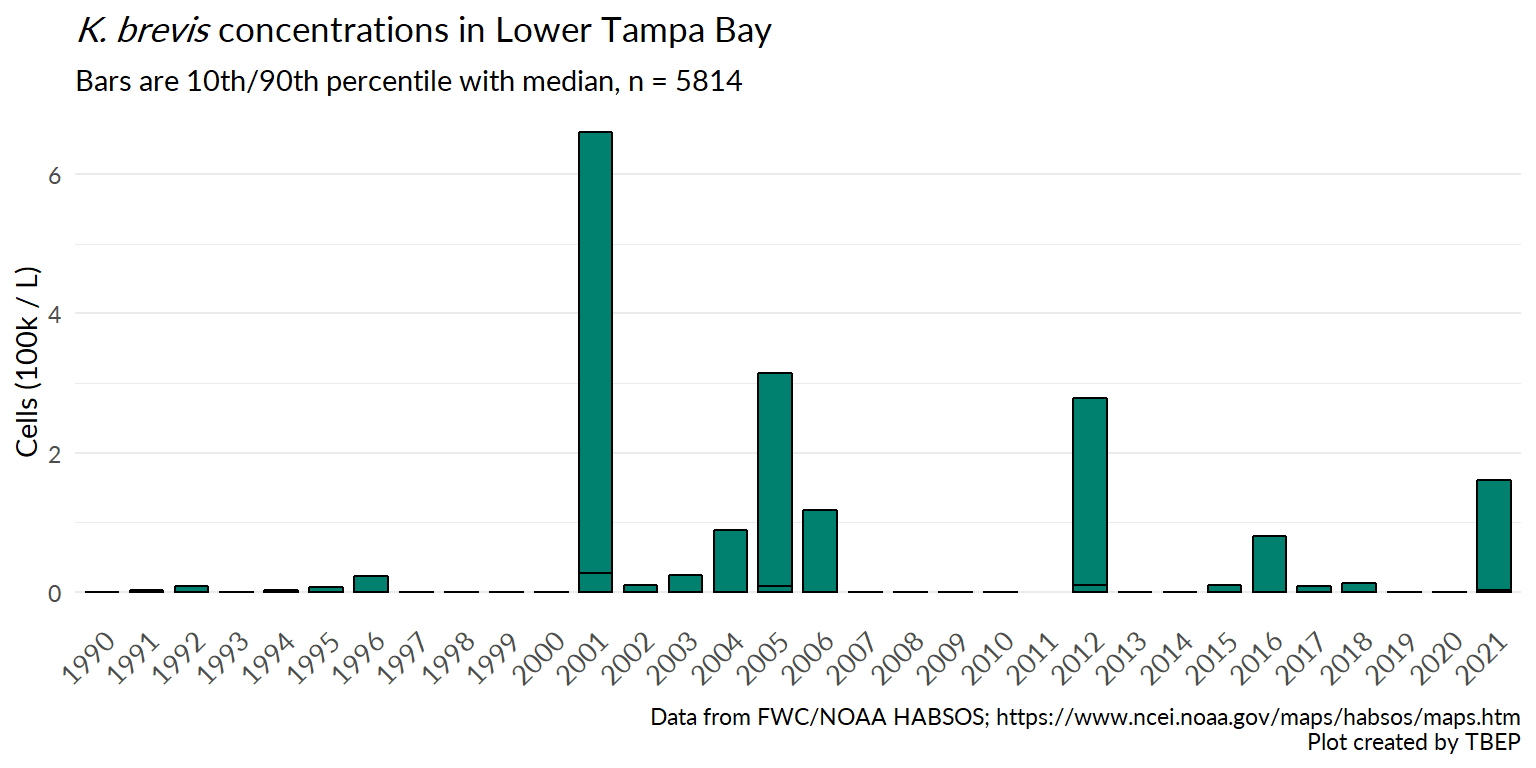 K. brevis concentrations in Lower Tampa Bay
Bars are 10th/90th percentile with median, n = 5814
Cells (100k / L)
6
4
2
0
1990 1991 1992 1993 1994 1995 1996 1997 1998 1999 2000 2001 2002 2003 2004 2005 2006 2007 2008 2009 2010 2011 2012 2013 2014 2015 2016 2017 2018 2019 2020 2021
Data from FWC/NOAA HABSOS; https://www.ncei.noaa.gov/maps/habsos/maps.htm
Plot created by TBEP